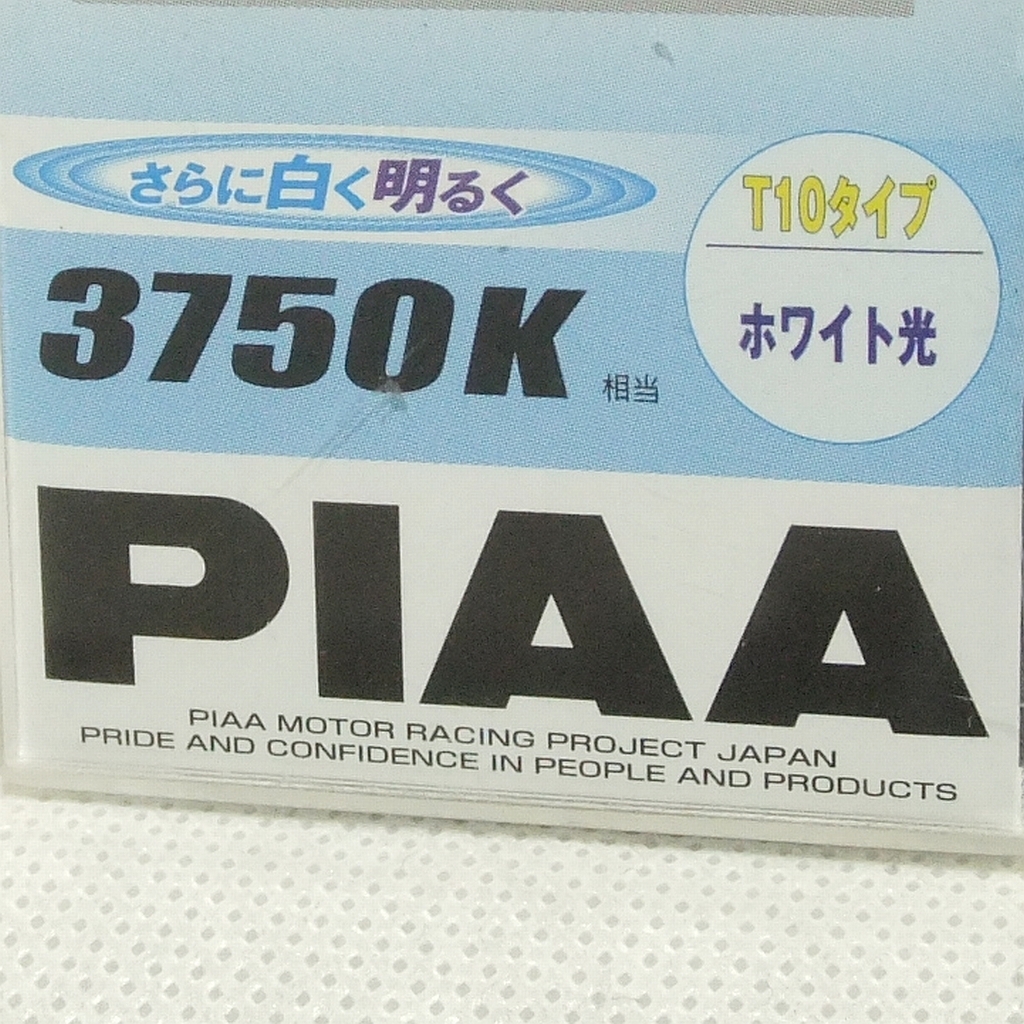 さらに白く明るく
T10タイプ
ホワイト光
3750K 相当
PIAA
PIAA MOTOR RACING PROJECT JAPAN
PRIDE AND CONFIDENCE IN PEOPLE AND PRODUCTS